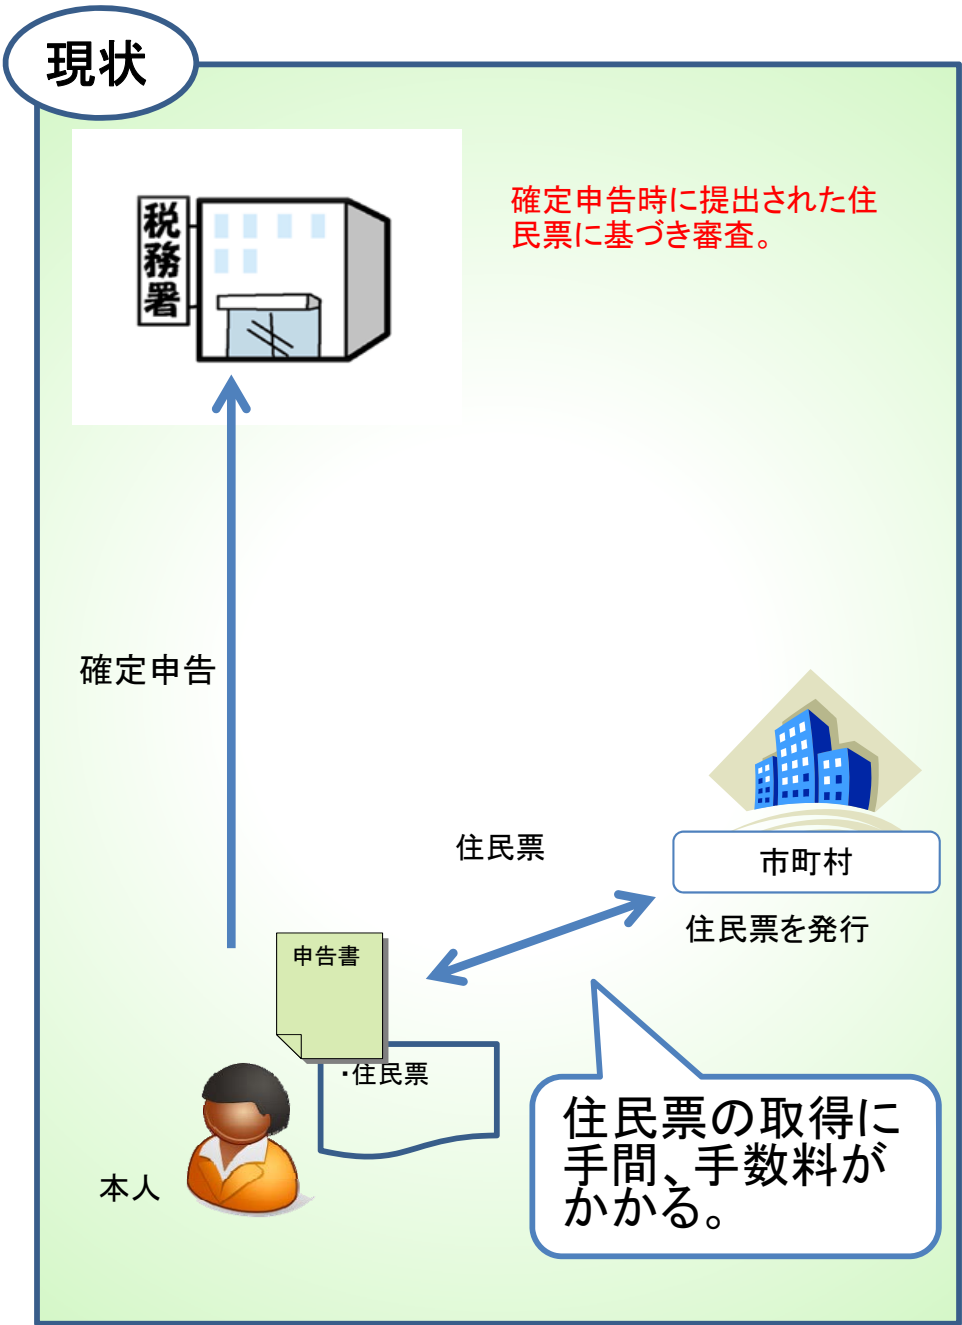 現状
税務署
確定申告時に提出された住
民票に基づき審査。
確定申告
住民票
市町村
住民票を発行
申告書
・住民票
本人
住民票の取得に
手間、手数料が
かかる。